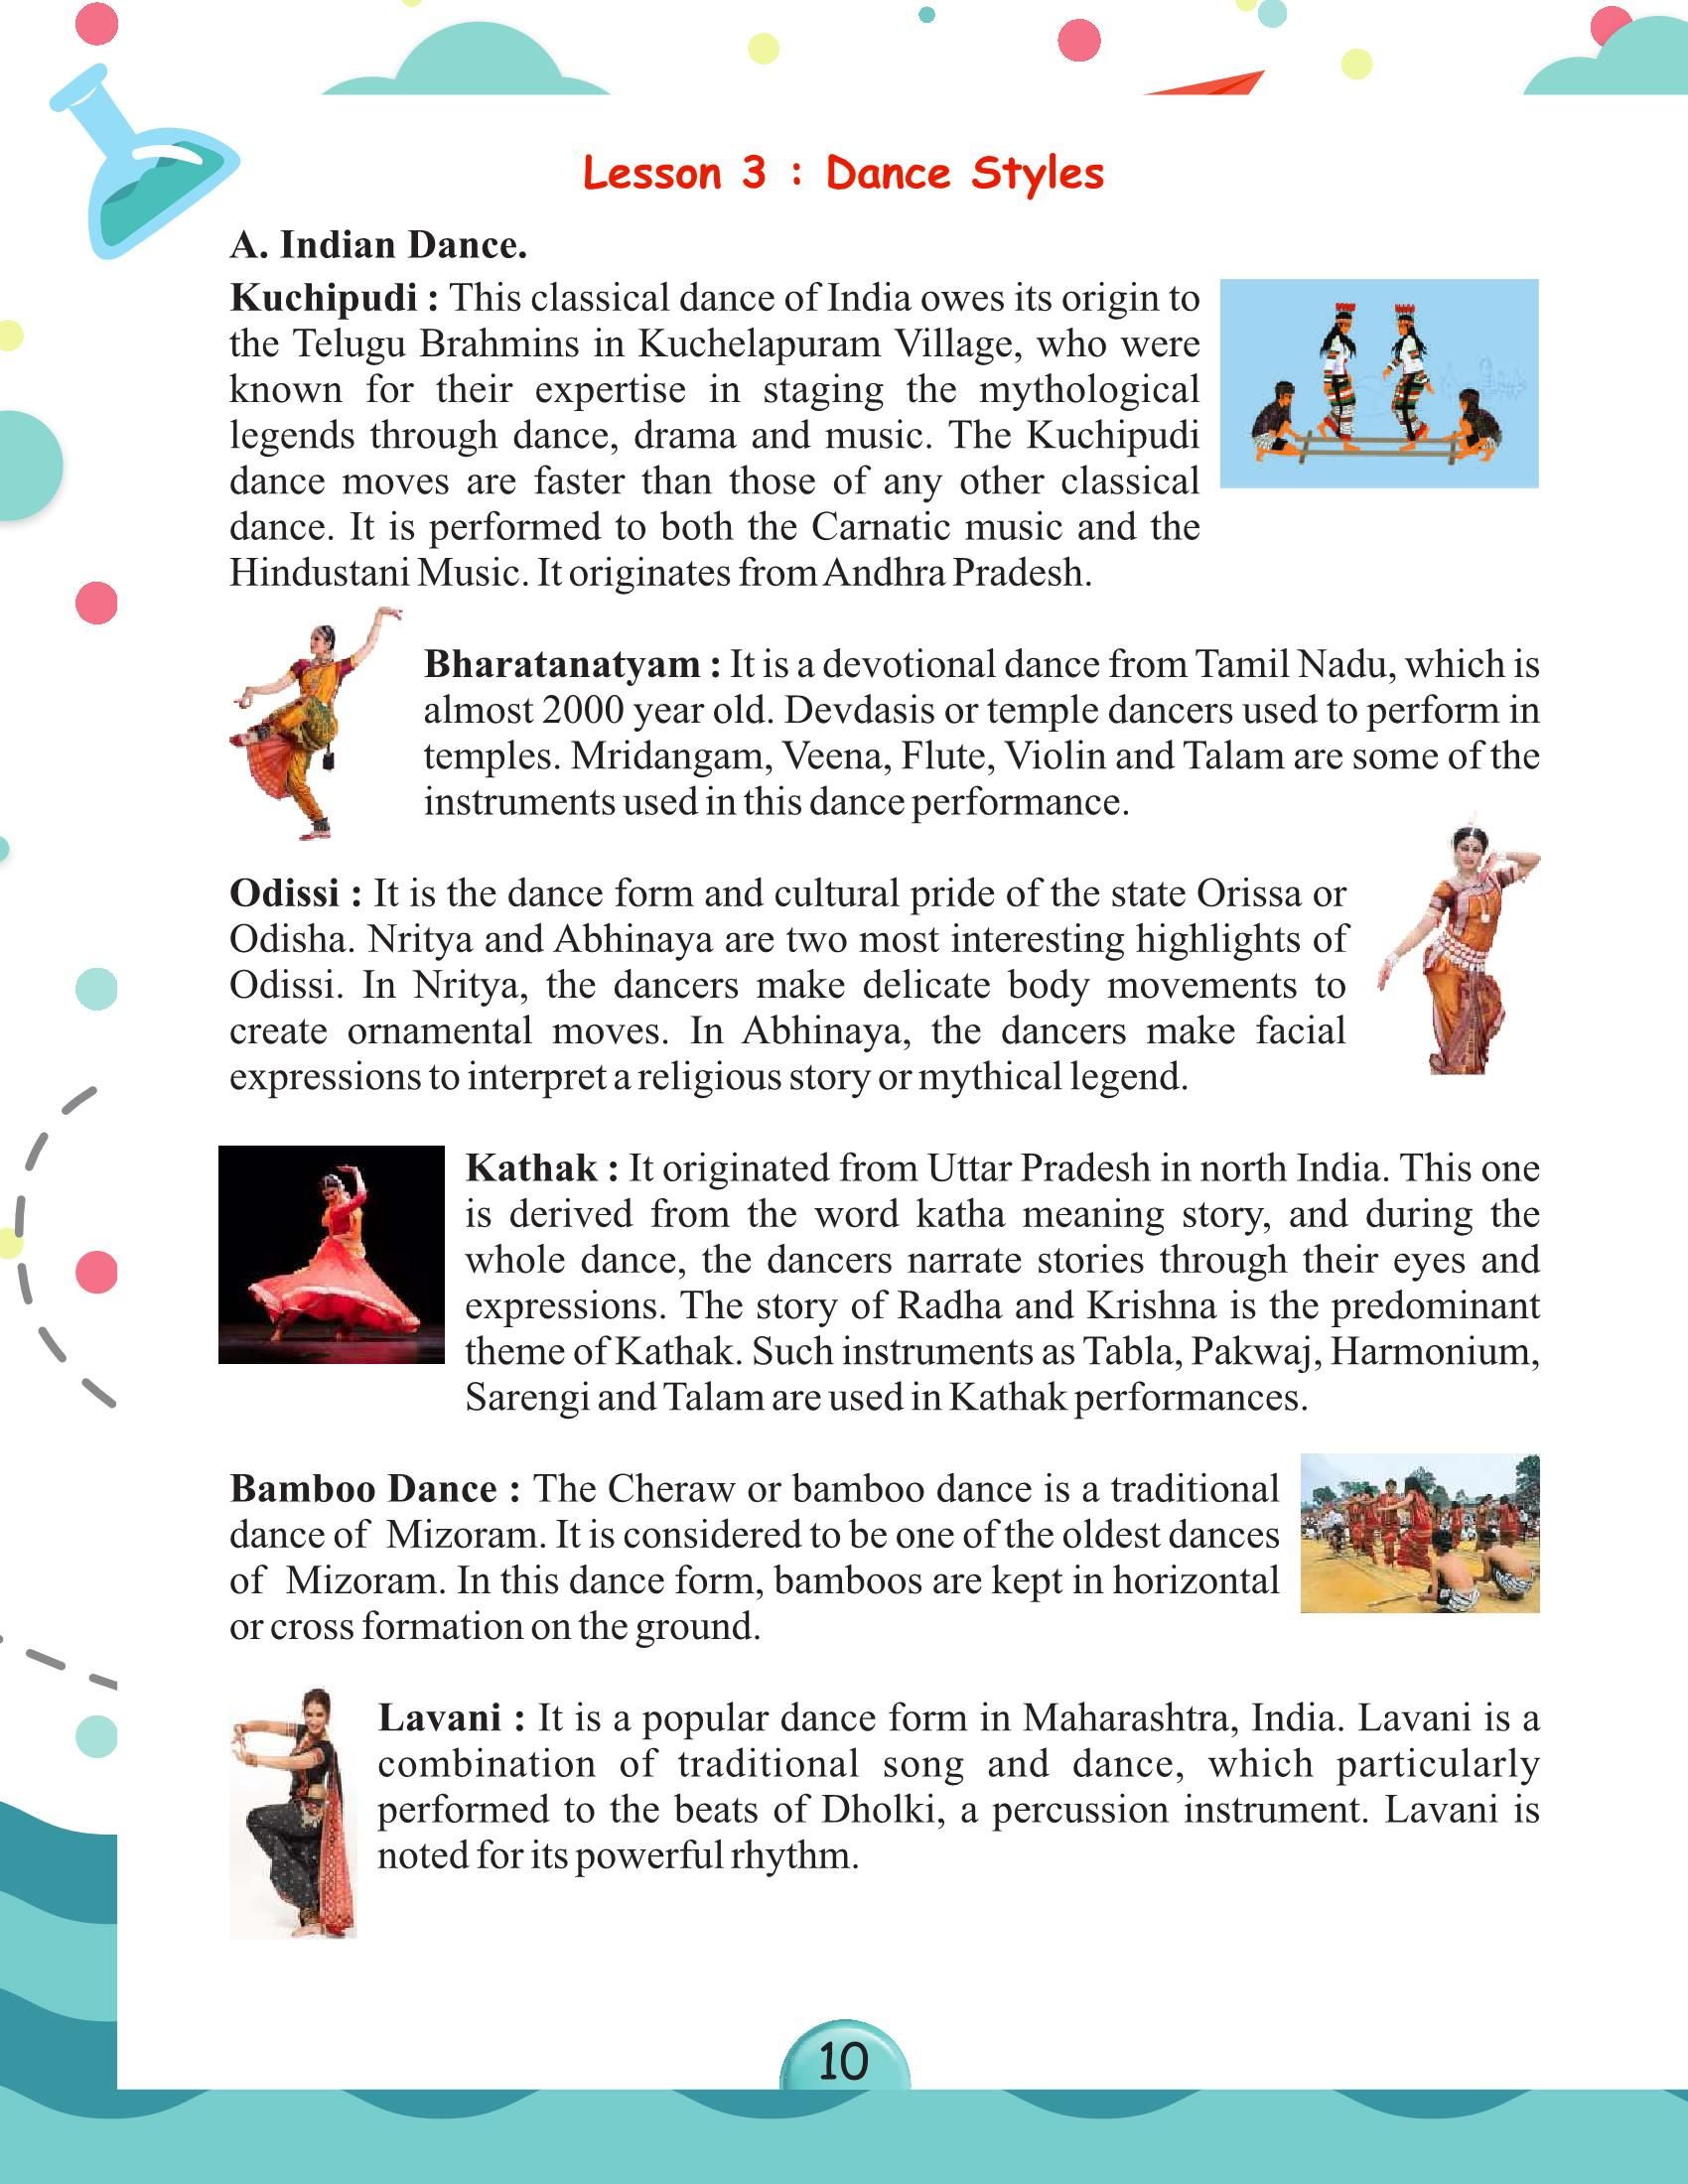 Lesson 3 : Dance Styles
A. Indian Dance.
Kuchipudi : This classical dance of India owes its origin to
the Telugu Brahmins in Kuchelapuram Village, who were
known for their expertise in staging the mythological
legends through dance, drama and music. The Kuchipudi
dance moves are faster than those of any other classical
dance. It is performed to both the Carnatic music and the
Hindustani Music. It originates from Andhra Pradesh.
Bharatanatyam : It is a devotional dance from Tamil Nadu, which is
almost 2000 year old. Devdasis or temple dancers used to perform in
temples. Mridangam, Veena, Flute, Violin and Talam are some of the
instruments used in this dance performance.
Odissi : It is the dance form and cultural pride of the state Orissa or
Odisha. Nritya and Abhinaya are two most interesting highlights of
Odissi. In Nritya, the dancers make delicate body movements to
create ornamental moves. In Abhinaya, the dancers make facial
expressions to interpret a religious story or mythical legend.
Kathak : It originated from Uttar Pradesh in north India. This one
is derived from the word katha meaning story, and during the
whole dance, the dancers narrate stories through their eyes and
expressions. The story of Radha and Krishna is the predominant
theme of Kathak. Such instruments as Tabla, Pakwaj, Harmonium,
Sarengi and Talam are used in Kathak performances.
Bamboo Dance : The Cheraw or bamboo dance is a traditional
dance of Mizoram. It is considered to be one of the oldest dances
of Mizoram. In this dance form, bamboos are kept in horizontal
or cross formation on the ground.
Lavani : It is a popular dance form in Maharashtra, India. Lavani is a
combination of traditional song and dance, which particularly
performed to the beats of Dholki, a percussion instrument. Lavani is
noted for its powerful rhythm.
10